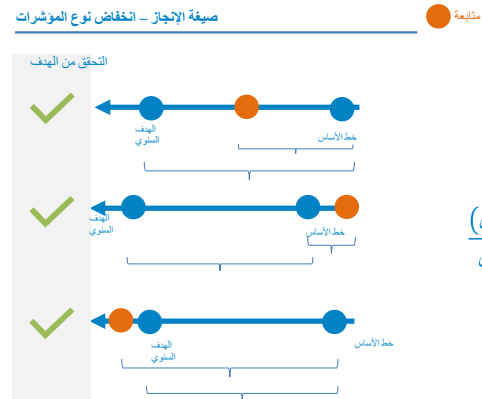 صيغة الإنجاز – انخفاض نوع المؤشرات
متابعة
التحقق من الهدف
الهدف
السنوي
خط الأساس
الهدف
السنوي
خط الأساس
الهدف
السنوي
خط الأساس